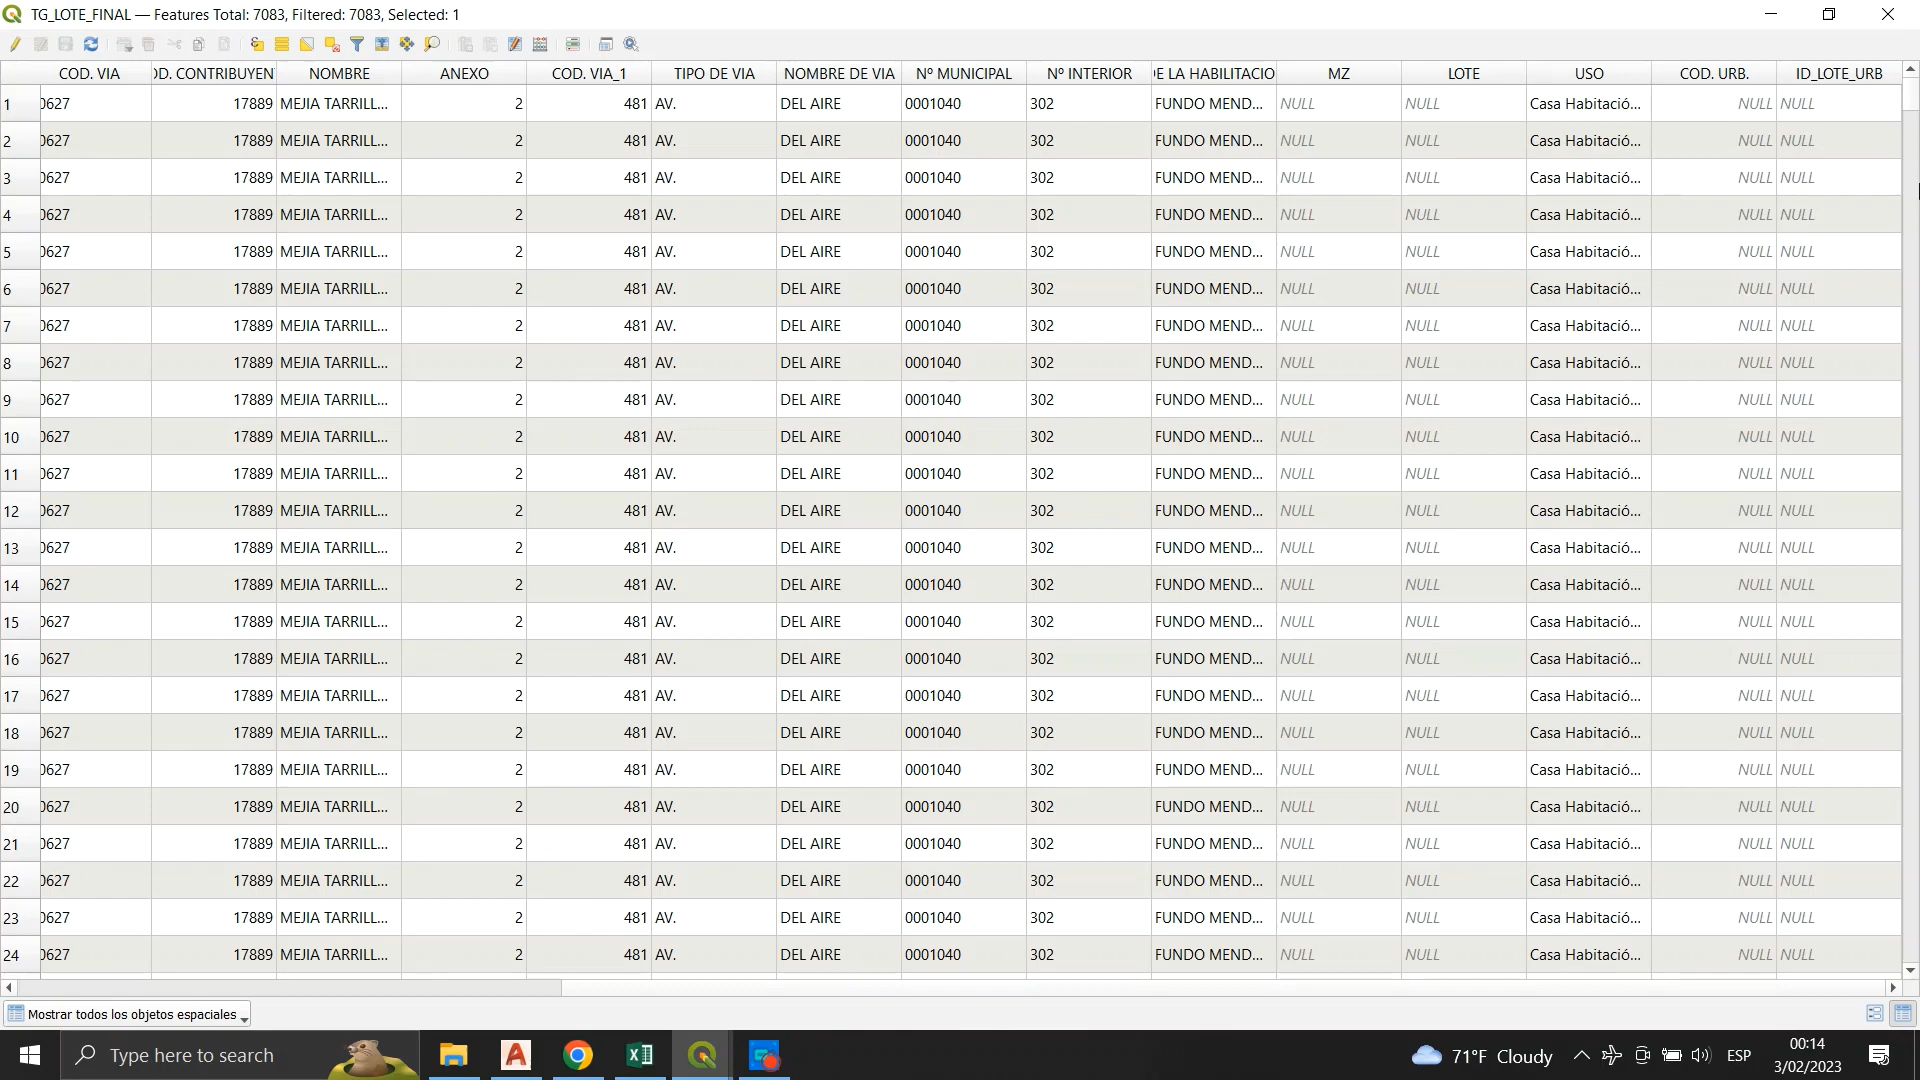 TG_LOTE_FINAL — Features Total: 7083, Filtered: 7083, Selected: 1
COD. VIA OD. CONTRIBUYENT NOMBRE ANEXO COD. VIA_1 TIPO DE VIA NOMBRE DE VIA Nº MUNICIPAL Nº INTERIOR DE LA HABILITACIO MZ LOTE USO COD. URB. ID_LOTE_URB
1 0627 17889 MEJIA TARRILL... 2 481 AV. DEL AIRE 0001040 302 FUNDO MEND... NULL NULL Casa Habitació... NULL NULL
2 0627 17889 MEJIA TARRILL... 2 481 AV. DEL AIRE 0001040 302 FUNDO MEND... NULL NULL Casa Habitació... NULL NULL
3 0627 17889 MEJIA TARRILL... 2 481 AV. DEL AIRE 0001040 302 FUNDO MEND... NULL NULL Casa Habitació... NULL NULL
4 0627 17889 MEJIA TARRILL... 2 481 AV. DEL AIRE 0001040 302 FUNDO MEND... NULL NULL Casa Habitació... NULL NULL
5 0627 17889 MEJIA TARRILL... 2 481 AV. DEL AIRE 0001040 302 FUNDO MEND... NULL NULL Casa Habitació... NULL NULL
6 0627 17889 MEJIA TARRILL... 2 481 AV. DEL AIRE 0001040 302 FUNDO MEND... NULL NULL Casa Habitació... NULL NULL
7 0627 17889 MEJIA TARRILL... 2 481 AV. DEL AIRE 0001040 302 FUNDO MEND... NULL NULL Casa Habitació... NULL NULL
8 0627 17889 MEJIA TARRILL... 2 481 AV. DEL AIRE 0001040 302 FUNDO MEND... NULL NULL Casa Habitació... NULL NULL
9 0627 17889 MEJIA TARRILL... 2 481 AV. DEL AIRE 0001040 302 FUNDO MEND... NULL NULL Casa Habitació... NULL NULL
10 0627 17889 MEJIA TARRILL... 2 481 AV. DEL AIRE 0001040 302 FUNDO MEND... NULL NULL Casa Habitació... NULL NULL
11 0627 17889 MEJIA TARRILL... 2 481 AV. DEL AIRE 0001040 302 FUNDO MEND... NULL NULL Casa Habitació... NULL NULL
12 0627 17889 MEJIA TARRILL... 2 481 AV. DEL AIRE 0001040 302 FUNDO MEND... NULL NULL Casa Habitació... NULL NULL
13 0627 17889 MEJIA TARRILL... 2 481 AV. DEL AIRE 0001040 302 FUNDO MEND... NULL NULL Casa Habitació... NULL NULL
14 0627 17889 MEJIA TARRILL... 2 481 AV. DEL AIRE 0001040 302 FUNDO MEND... NULL NULL Casa Habitació... NULL NULL
15 0627 17889 MEJIA TARRILL... 2 481 AV. DEL AIRE 0001040 302 FUNDO MEND... NULL NULL Casa Habitació... NULL NULL
16 0627 17889 MEJIA TARRILL... 2 481 AV. DEL AIRE 0001040 302 FUNDO MEND... NULL NULL Casa Habitació... NULL NULL
17 0627 17889 MEJIA TARRILL... 2 481 AV. DEL AIRE 0001040 302 FUNDO MEND... NULL NULL Casa Habitació... NULL NULL
18 0627 17889 MEJIA TARRILL... 2 481 AV. DEL AIRE 0001040 302 FUNDO MEND... NULL NULL Casa Habitació... NULL NULL
19 0627 17889 MEJIA TARRILL... 2 481 AV. DEL AIRE 0001040 302 FUNDO MEND... NULL NULL Casa Habitació... NULL NULL
20 0627 17889 MEJIA TARRILL... 2 481 AV. DEL AIRE 0001040 302 FUNDO MEND... NULL NULL Casa Habitació... NULL NULL
21 0627 17889 MEJIA TARRILL... 2 481 AV. DEL AIRE 0001040 302 FUNDO MEND... NULL NULL Casa Habitació... NULL NULL
22 0627 17889 MEJIA TARRILL... 2 481 AV. DEL AIRE 0001040 302 FUNDO MEND... NULL NULL Casa Habitació... NULL NULL
23 0627 17889 MEJIA TARRILL... 2 481 AV. DEL AIRE 0001040 302 FUNDO MEND... NULL NULL Casa Habitació... NULL NULL
24 0627 17889 MEJIA TARRILL... 2 481 AV. DEL AIRE 0001040 302 FUNDO MEND... NULL NULL Casa Habitació... NULL NULL
Mostrar todos los objetos espaciales
Type here to search 71°F Cloudy ESP 00:14
3/02/2023